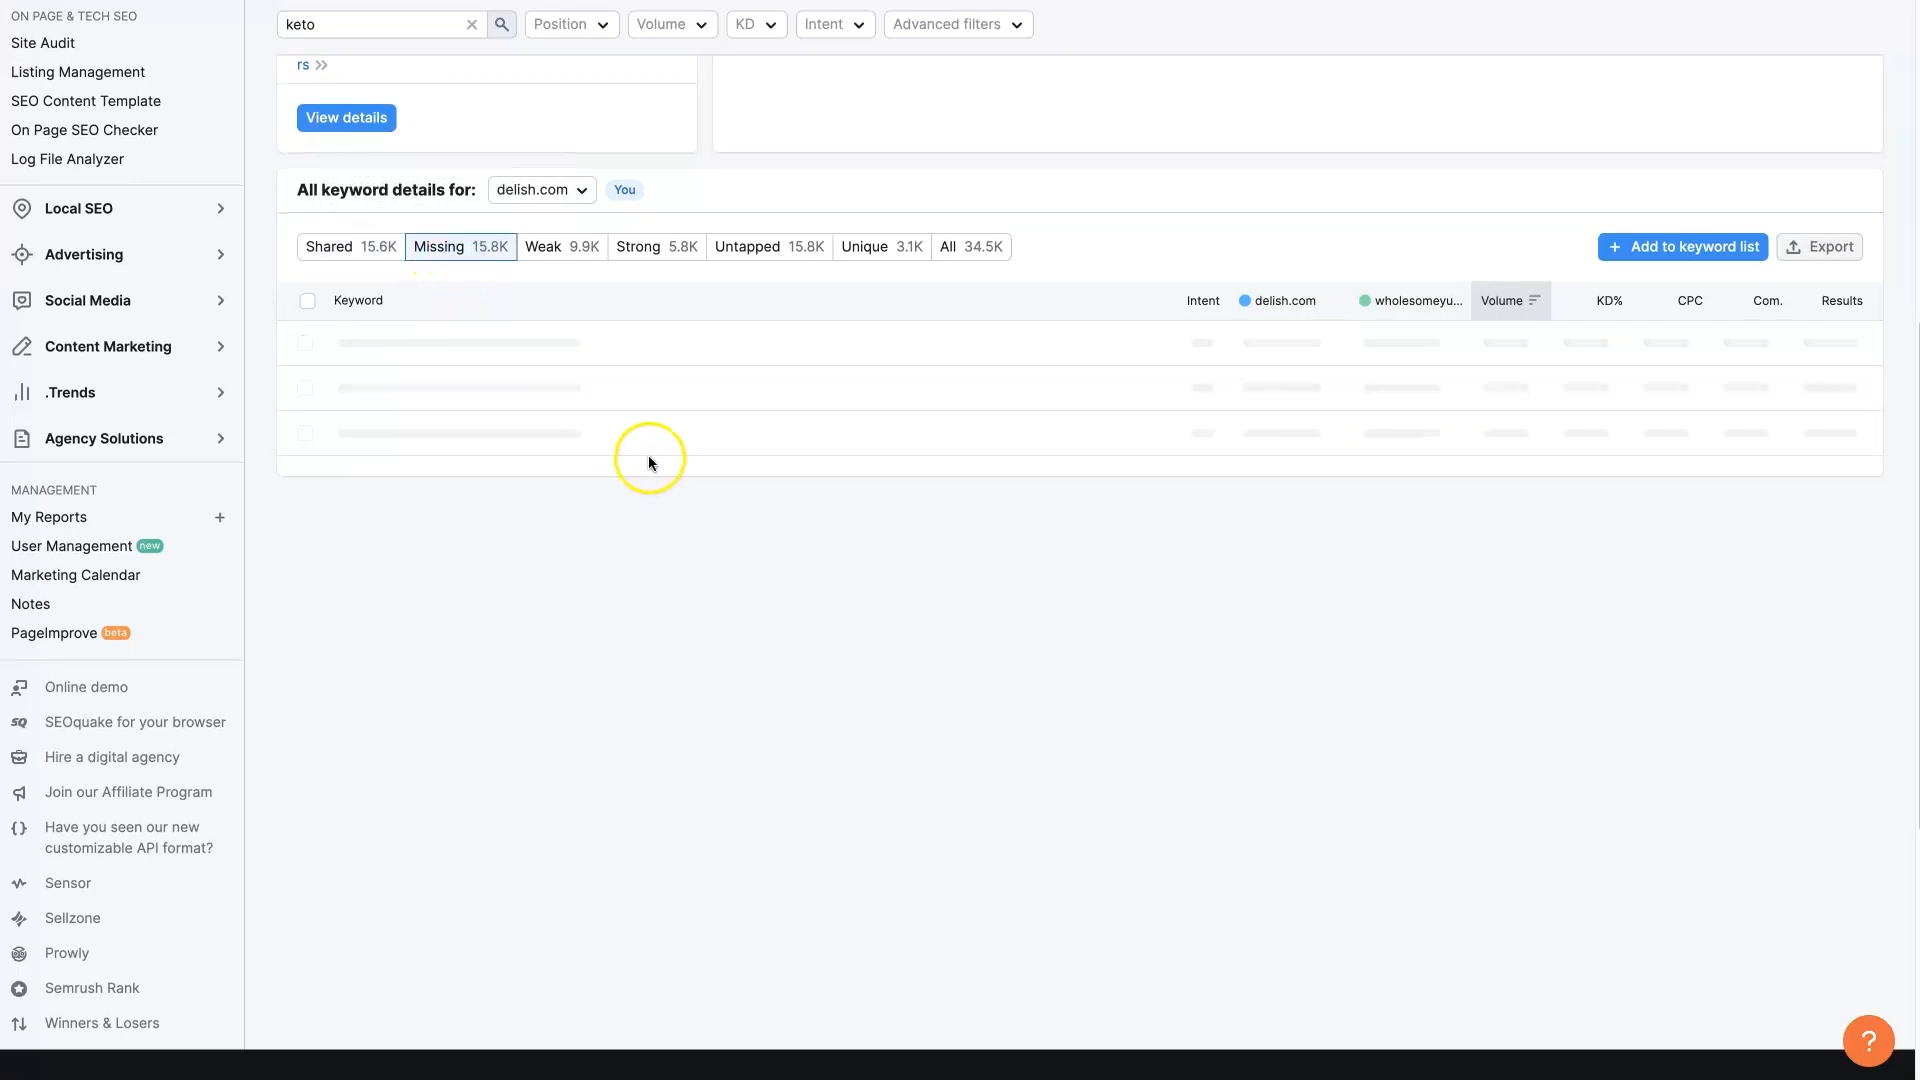 ON PAGE & TECH SEO
Site Audit
Listing Management
SEO Content Template
On Page SEO Checker
Log File Analyzer
Local SEO
Advertising
Social Media
Content Marketing
.Trends
Agency Solutions
MANAGEMENT
My Reports +
User Management new
Marketing Calendar
Notes
PageImprove beta
Online demo
SEOquake for your browser
Hire a digital agency
Join our Affiliate Program
Have you seen our new
customizable API format?
Sensor
Sellzone
Prowly
Semrush Rank
Winners & Losers
keto Position Volume KD Intent Advanced filters
rs
View details
All keyword details for: delish.com You
Shared 15.6K Missing 15.8K Weak 9.9K Strong 5.8K Untapped 15.8K Unique 3.1K All 34.5K + Add to keyword list Export
Keyword Intent delish.com wholesomeyu... Volume KD% CPC Com. Results
?